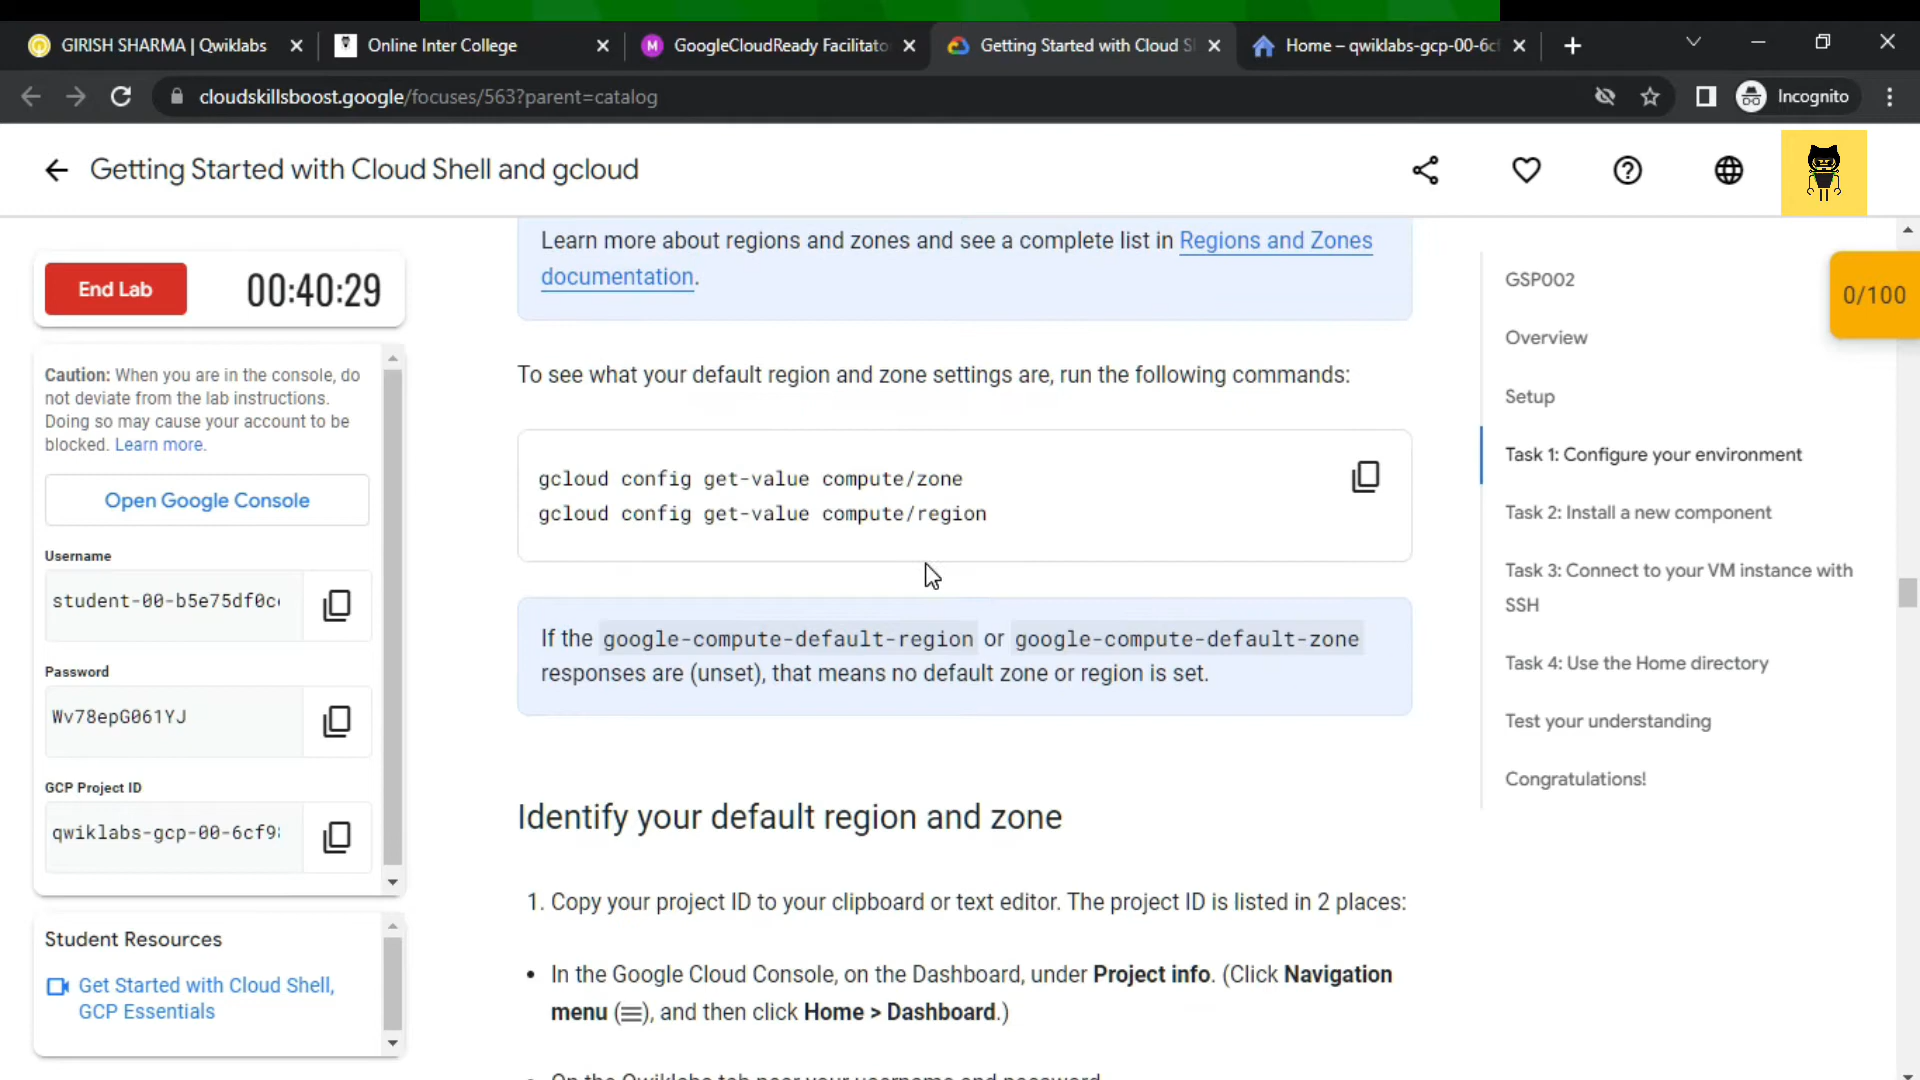 GIRISH SHARMA | Qwiklabs
Online Inter College
GoogleCloudReady Facilitato
Getting Started with Cloud S
Home – qwiklabs-gcp-00-6cf
cloudskillsboost.google/focuses/563?parent=catalog
Incognito
Getting Started with Cloud Shell and gcloud
End Lab
00:40:29
Caution: When you are in the console, do
not deviate from the lab instructions.
Doing so may cause your account to be
blocked. Learn more.
Open Google Console
Username
student-00-b5e75df0c
Password
Wv78epG061YJ
GCP Project ID
qwiklabs-gcp-00-6cf9
Student Resources
Get Started with Cloud Shell,
GCP Essentials
Learn more about regions and zones and see a complete list in Regions and Zones
documentation.
To see what your default region and zone settings are, run the following commands:
gcloud config get-value compute/zone
gcloud config get-value compute/region
If the google-compute-default-region or google-compute-default-zone
responses are (unset), that means no default zone or region is set.
Identify your default region and zone
1. Copy your project ID to your clipboard or text editor. The project ID is listed in 2 places:
• In the Google Cloud Console, on the Dashboard, under Project info. (Click Navigation
menu (☰), and then click Home > Dashboard.)
On the Qwiklabs tab near your username and password
GSP002
Overview
Setup
Task 1: Configure your environment
Task 2: Install a new component
Task 3: Connect to your VM instance with
SSH
Task 4: Use the Home directory
Test your understanding
Congratulations!
0/100